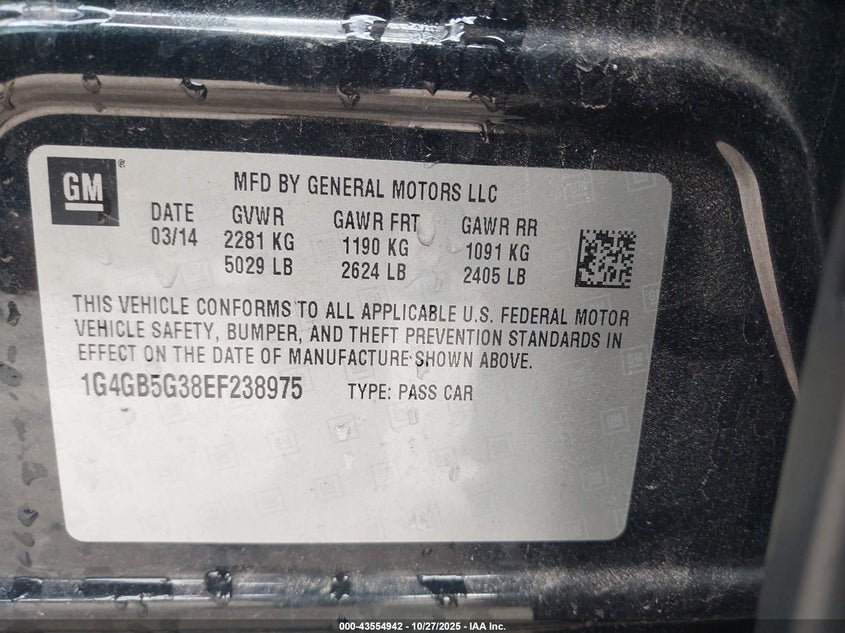 GM ®
MFD BY GENERAL MOTORS LLC
DATE GVWR GAWR FRT GAWR RR
03/14 2281 KG 1190 KG 1091 KG
5029 LB 2624 LB 2405 LB
THIS VEHICLE CONFORMS TO ALL APPLICABLE U.S. FEDERAL MOTOR
VEHICLE SAFETY, BUMPER, AND THEFT PREVENTION STANDARDS IN
EFFECT ON THE DATE OF MANUFACTURE SHOWN ABOVE.
1G4GB5G38EF238975 TYPE: PASS CAR
000-43554942 - 10/27/2025 - IAA Inc.